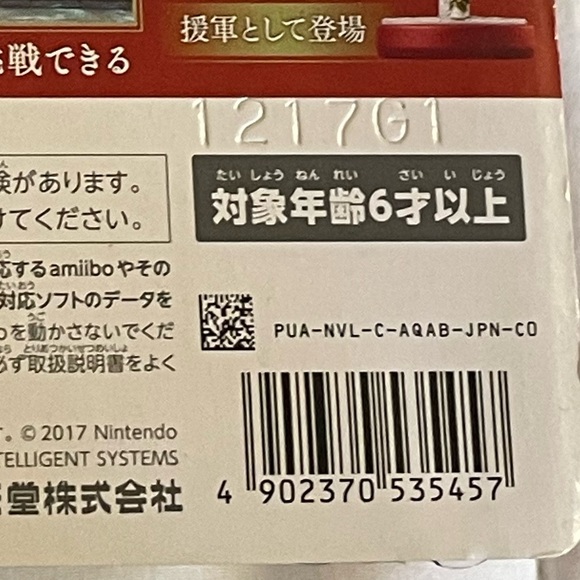 援軍として登場
戦できる
1217G1
たいしょうねんれい さいいじょう
対象年齢6才以上
があります。
けてください。
するamiiboやその
対応ソフトのデータを
を動かさないでくだ
ず取扱説明書をよく
PUA-NVL-C-AQAB-JPN-C0
© 2017 Nintendo
TELLIGENT SYSTEMS
堂株式会社
4 902370 535457